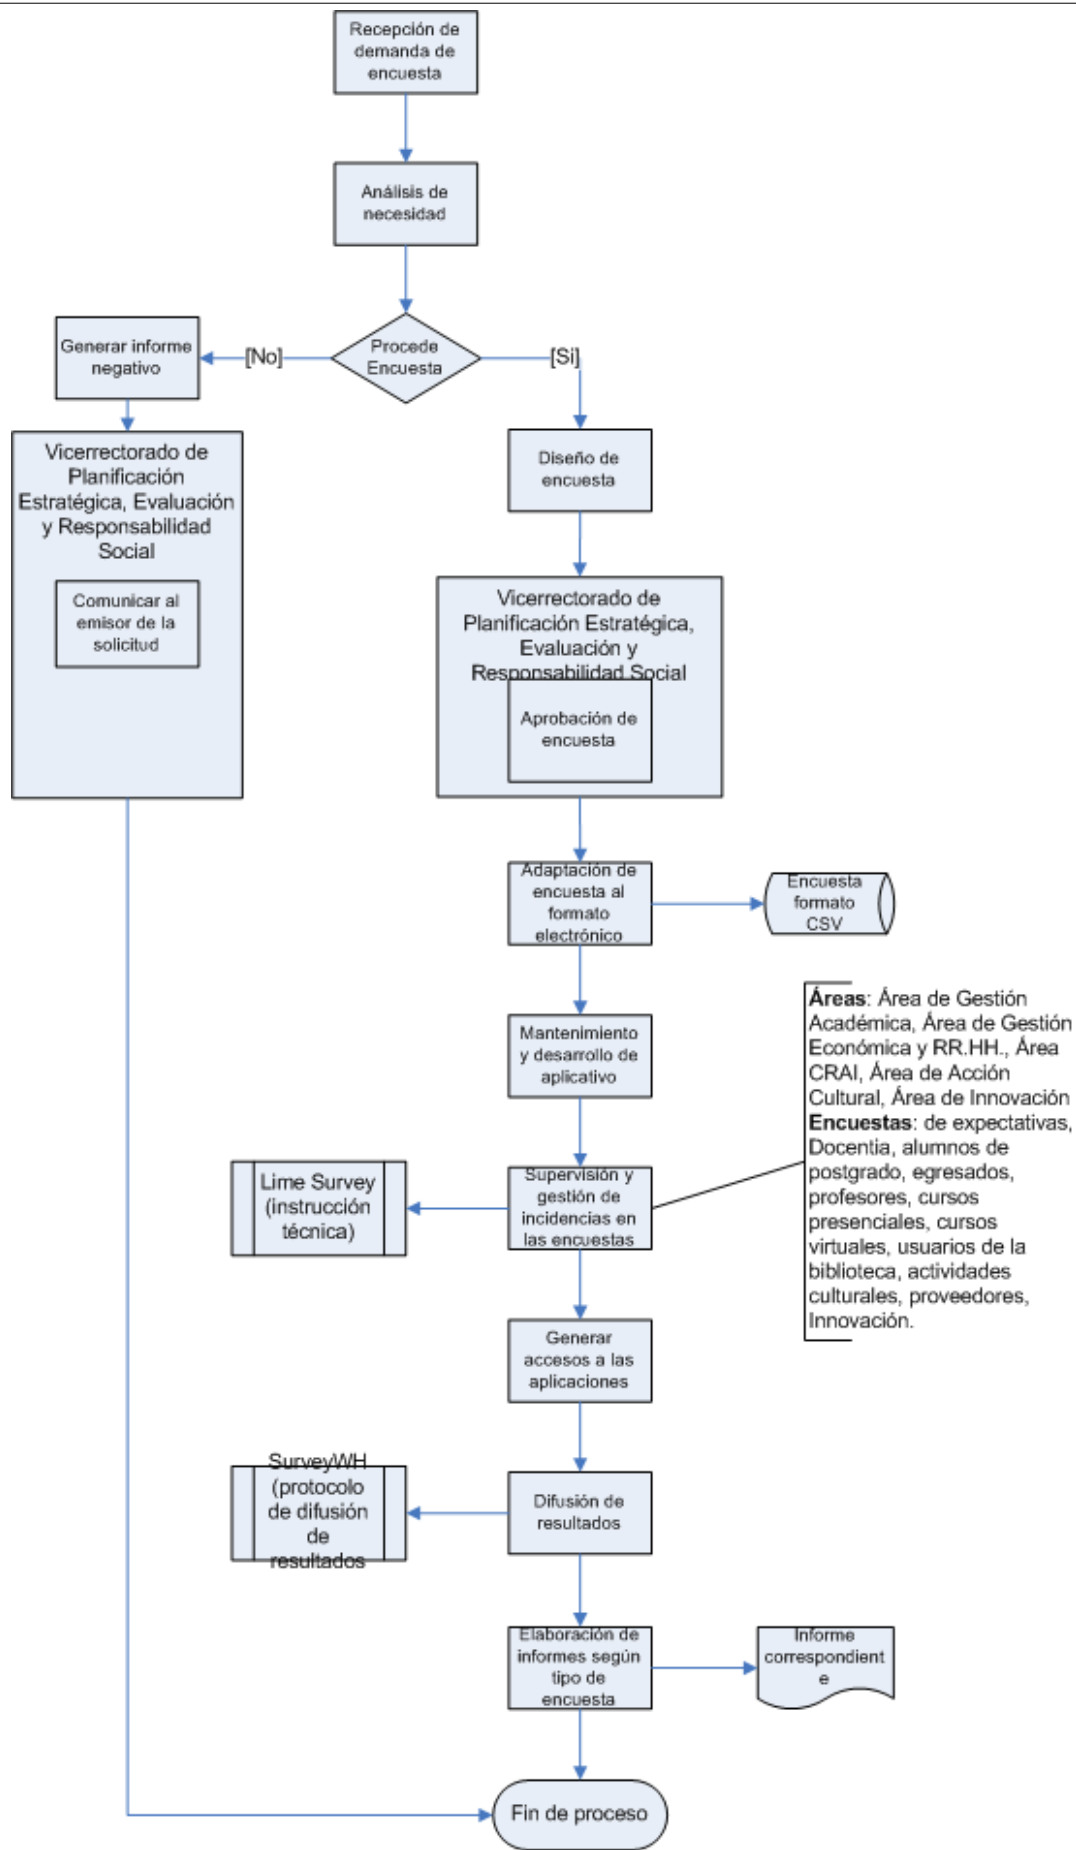 Recepción de
demanda de
encuesta
Análisis de
necesidad
Procede
Encuesta
[No]
[Si]
Generar informe
negativo
Vicerrectorado de
Planificación
Estratégica, Evaluación
y Responsabilidad
Social
Comunicar al
emisor de la
solicitud
Diseño de
encuesta
Vicerrectorado de
Planificación Estratégica,
Evaluación y
Responsabilidad Social
Aprobación de
encuesta
Adaptación de
encuesta al
formato
electrónico
Encuesta
formato
CSV
Mantenimiento
y desarrollo de
aplicativo
Áreas: Área de Gestión
Académica, Área de Gestión
Económica y RR.HH., Área
CRAI, Área de Acción
Cultural, Área de Innovación
Encuestas: de expectativas,
Docentia, alumnos de
postgrado, egresados,
profesores, cursos
presenciales, cursos
virtuales, usuarios de la
biblioteca, actividades
culturales, proveedores,
Innovación.
Supervisión y
gestión de
incidencias en
las encuestas
Lime Survey
(instrucción
técnica)
Generar
accesos a las
aplicaciones
Difusión de
resultados
SurveyWH
(protocolo
de difusión
de
resultados
Elaboración de
informes según
tipo de
encuesta
Informe
correspondient
e
Fin de proceso